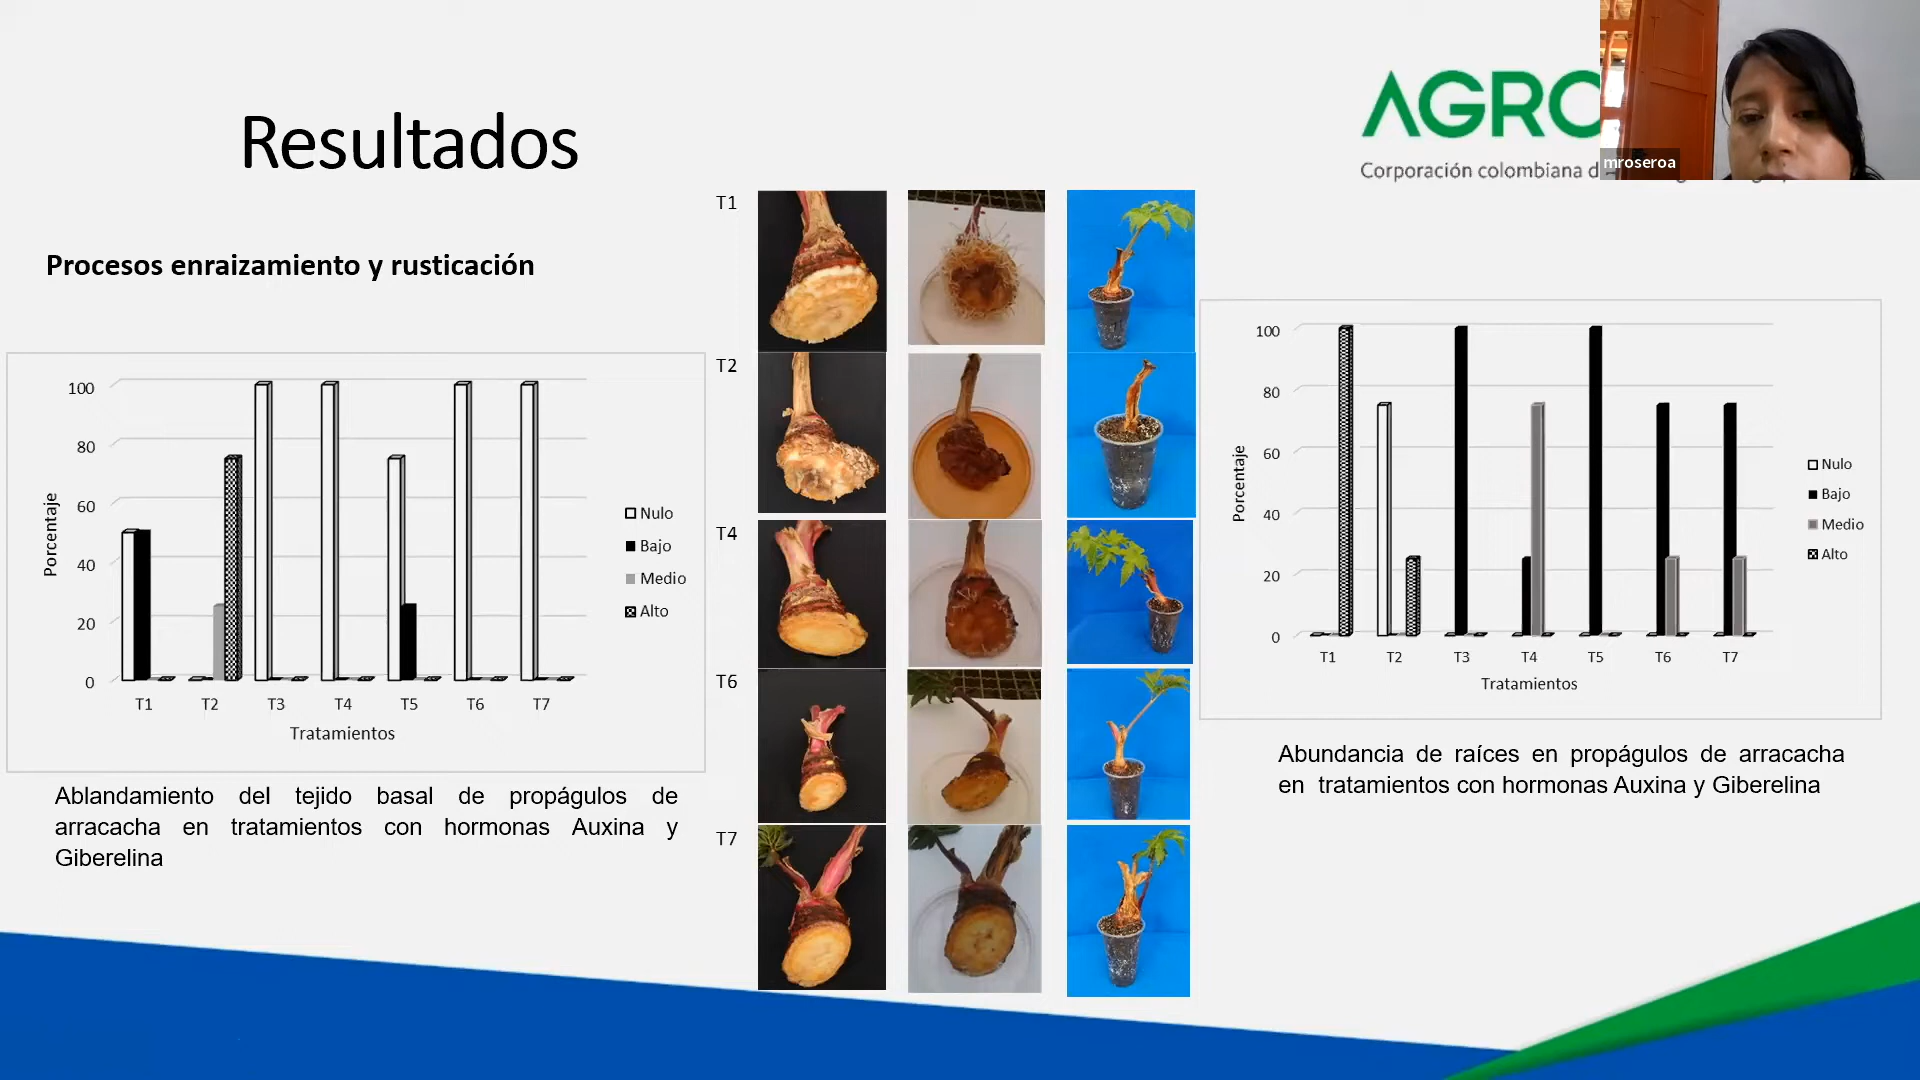 Resultados
AGRO
Corporación colombiana d
mroseroa
Procesos enraizamiento y rusticación
100
80
60
40
20
0
Porcentaje
T1 T2 T3 T4 T5 T6 T7
Tratamientos
Nulo
Bajo
Medio
Alto
Ablandamiento del tejido basal de propágulos de
arracacha en tratamientos con hormonas Auxina y
Giberelina
T1
T2
T4
T6
T7
100
80
60
40
20
0
Porcentaje
T1 T2 T3 T4 T5 T6 T7
Tratamientos
Nulo
Bajo
Medio
Alto
Abundancia de raíces en propágulos de arracacha
en tratamientos con hormonas Auxina y Giberelina